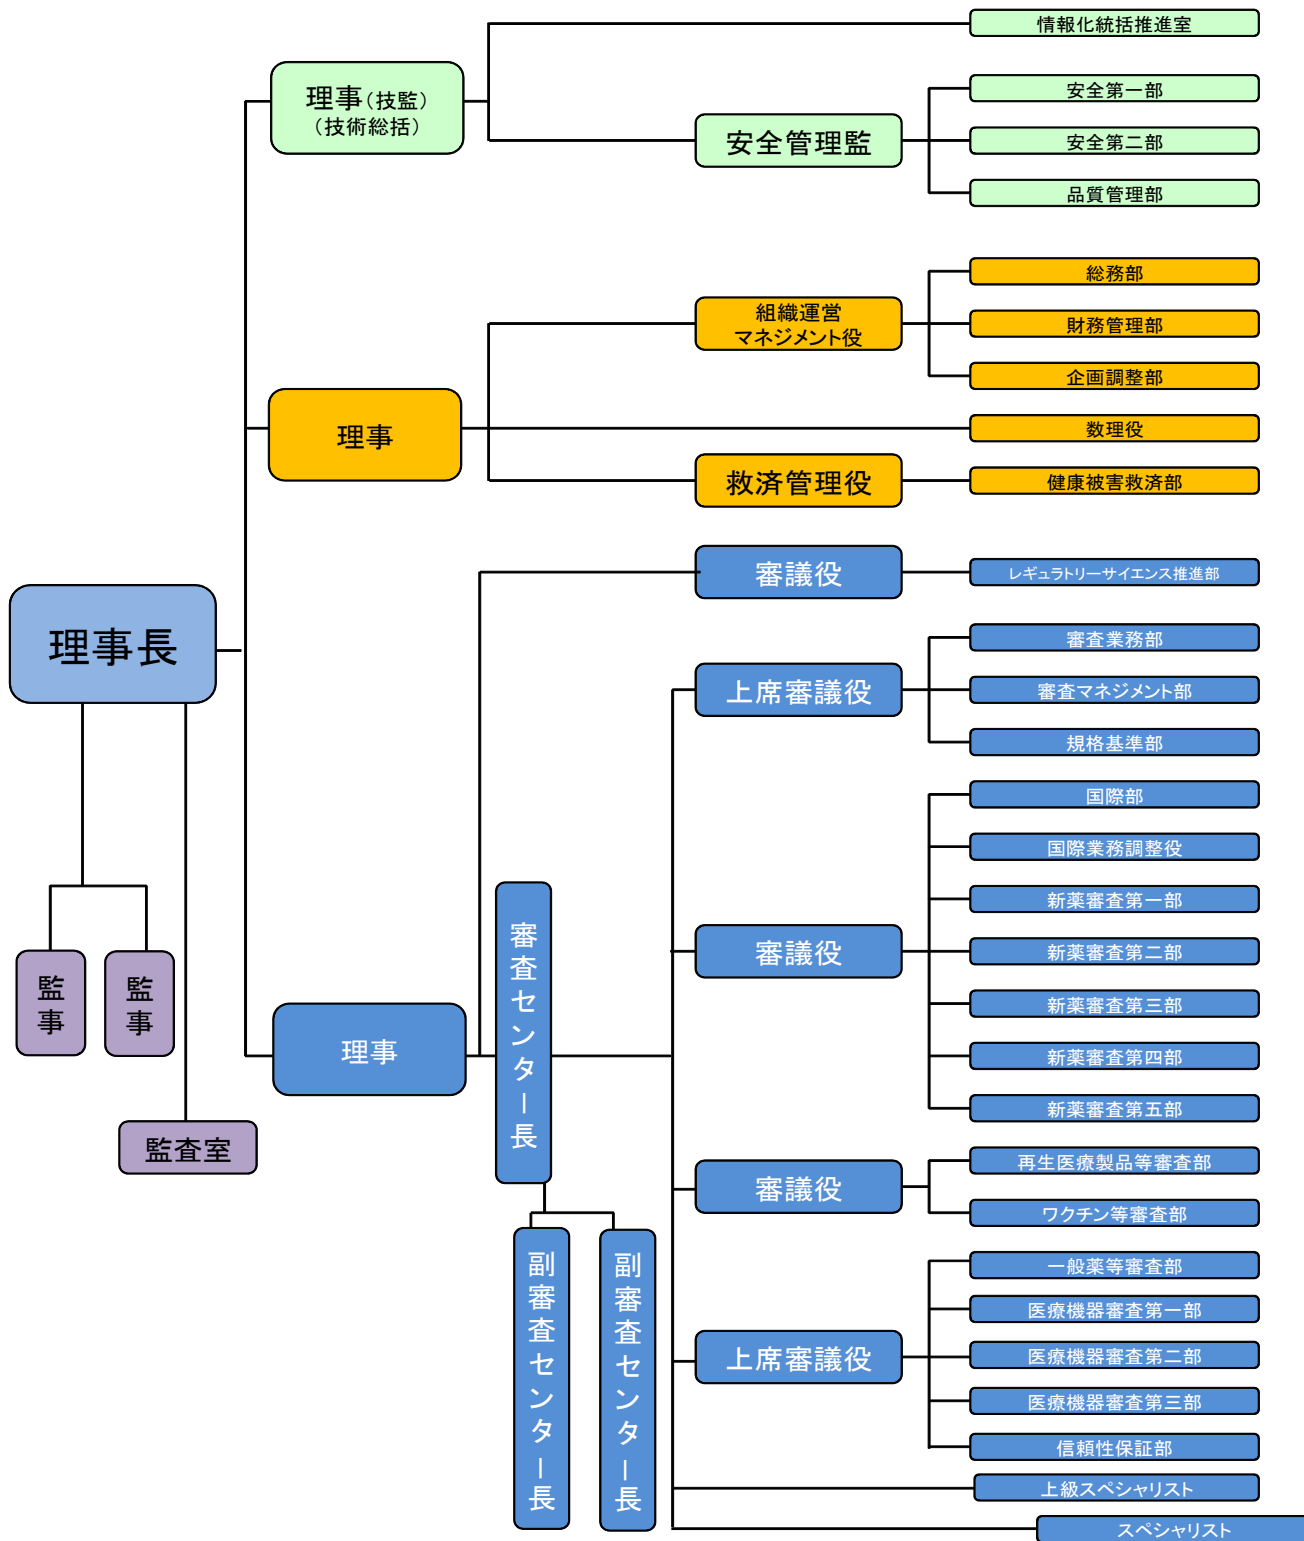 情報化統括推進室
理事(技監)
(技術総括)
安全第一部
安全管理監
安全第二部
品質管理部
総務部
組織運営
マネジメント役
財務管理部
企画調整部
理事
数理役
救済管理役
健康被害救済部
審議役
レギュラトリーサイエンス推進部
理事長
審査業務部
上席審議役
審査マネジメント部
規格基準部
国際部
国際業務調整役
新薬審査第一部
審議役
新薬審査第二部
新薬審査第三部
新薬審査第四部
新薬審査第五部
監事
監事
理事
審査センター長
監査室
再生医療製品等審査部
審議役
ワクチン等審査部
副審査センター長
副審査センター長
一般薬等審査部
医療機器審査第一部
上席審議役
医療機器審査第二部
医療機器審査第三部
信頼性保証部
上級スペシャリスト
スペシャリスト